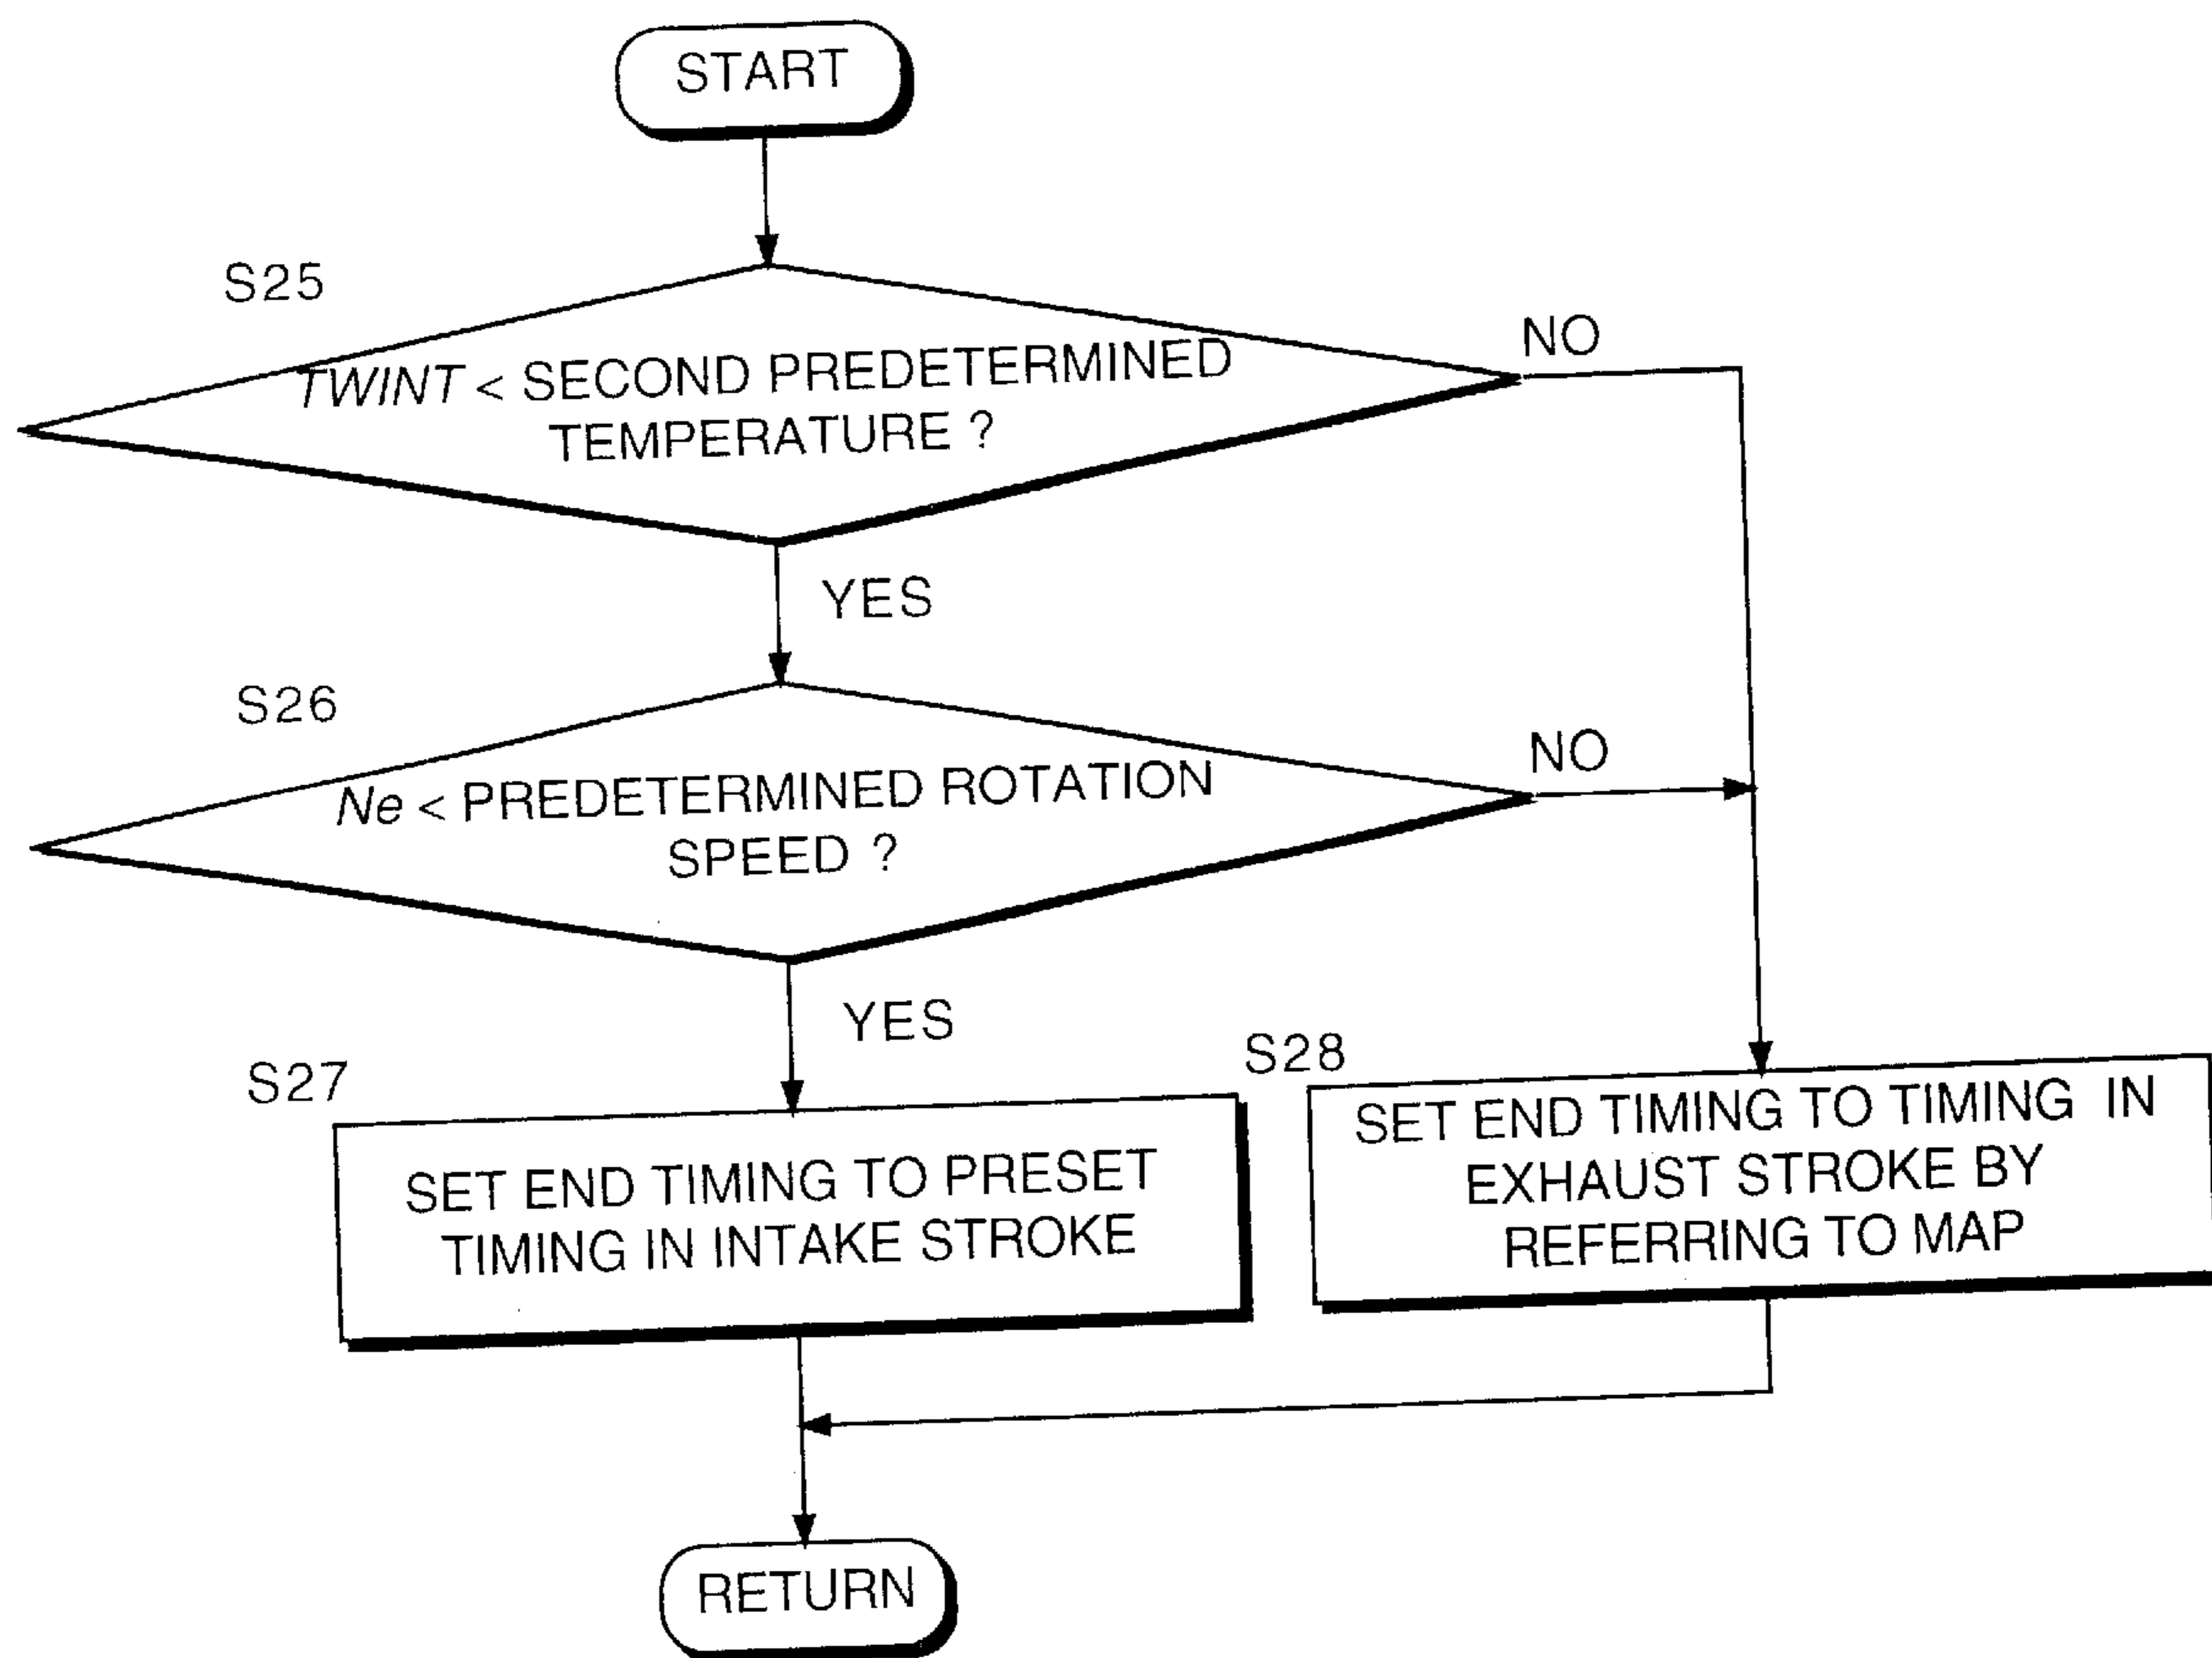 START
S25
TWINT < SECOND PREDETERMINED
TEMPERATURE ?
NO
YES
S26
Ne < PREDETERMINED ROTATION
SPEED ?
NO
YES
S27
SET END TIMING TO PRESET
TIMING IN INTAKE STROKE
S28
SET END TIMING TO TIMING IN
EXHAUST STROKE BY
REFERRING TO MAP
RETURN